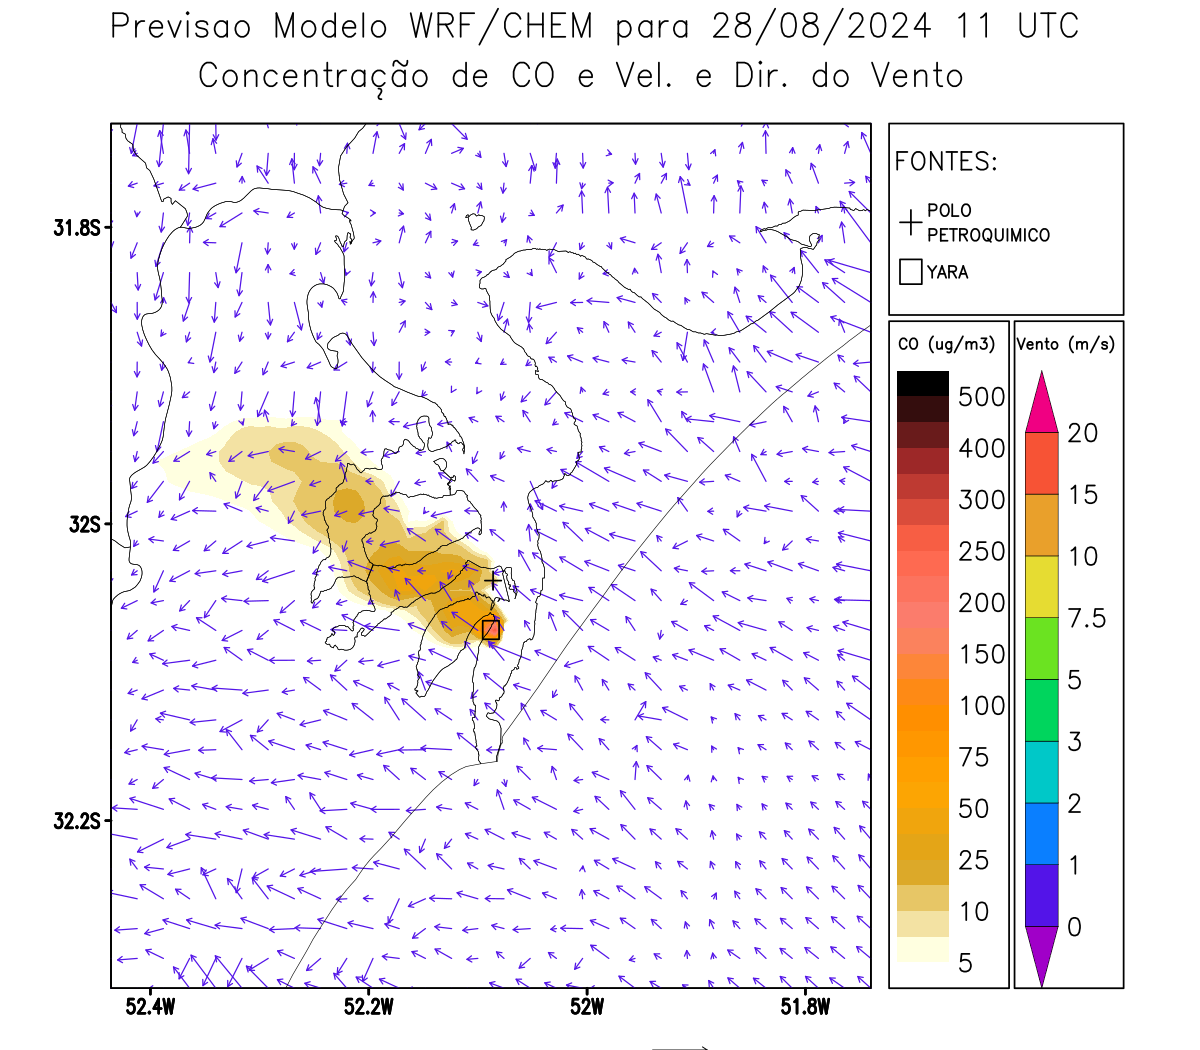 Previsao Modelo WRF/CHEM para 28/08/2024 11 UTC
Concentração de CO e Vel. e Dir. do Vento
FONTES:
POLO
PETROQUIMICO
YARA
CO (ug/m3)
500
400
300
250
200
150
100
75
50
25
10
5
Vento (m/s)
20
15
10
7.5
5
3
2
1
0
31.8S
32S
32.2S
52.4W
52.2W
52W
51.8W